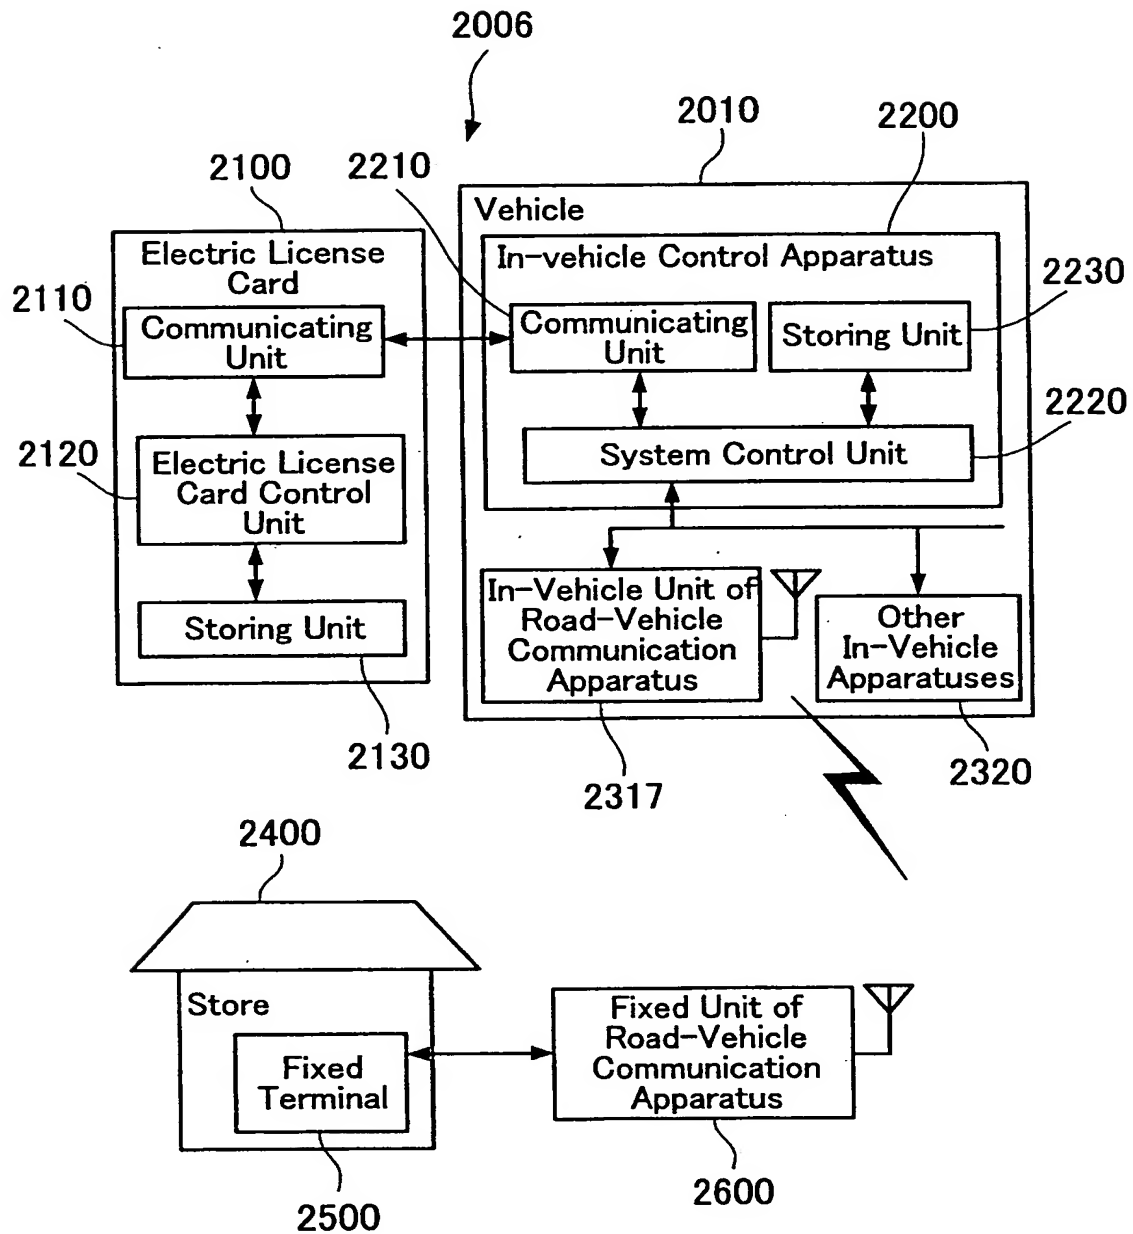 2006
2010
2200
2100
2210
Vehicle
Electric License
Card
In-vehicle Control Apparatus
2230
2110
Communicating
Unit
Communicating
Unit
Storing Unit
2220
2120
Electric License
Card Control
Unit
System Control Unit
Storing Unit
In-Vehicle Unit of
Road-Vehicle
Communication
Apparatus
Other
In-Vehicle
Apparatuses
2130
2317
2320
2400
Store
Fixed
Terminal
Fixed Unit of
Road-Vehicle
Communication
Apparatus
2500
2600